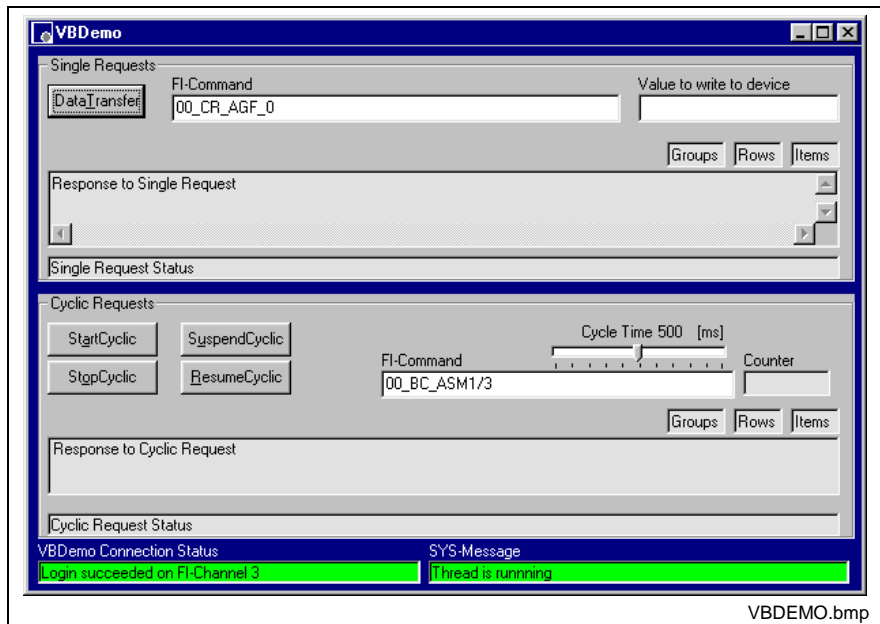 VBDemo
Single Requests
DataTransfer
FI-Command
00_CR_AGF_0
Value to write to device
Groups Rows Items
Response to Single Request
Single Request Status
Cyclic Requests
StartCyclic SuspendCyclic
StopCyclic ResumeCyclic
Cycle Time 500 [ms]
FI-Command
00_BC_ASM1/3
Counter
Groups Rows Items
Response to Cyclic Request
Cyclic Request Status
VBDemo Connection Status SYS-Message
Login succeeded on FI-Channel 3 Thread is runnning
VBDEMO.bmp